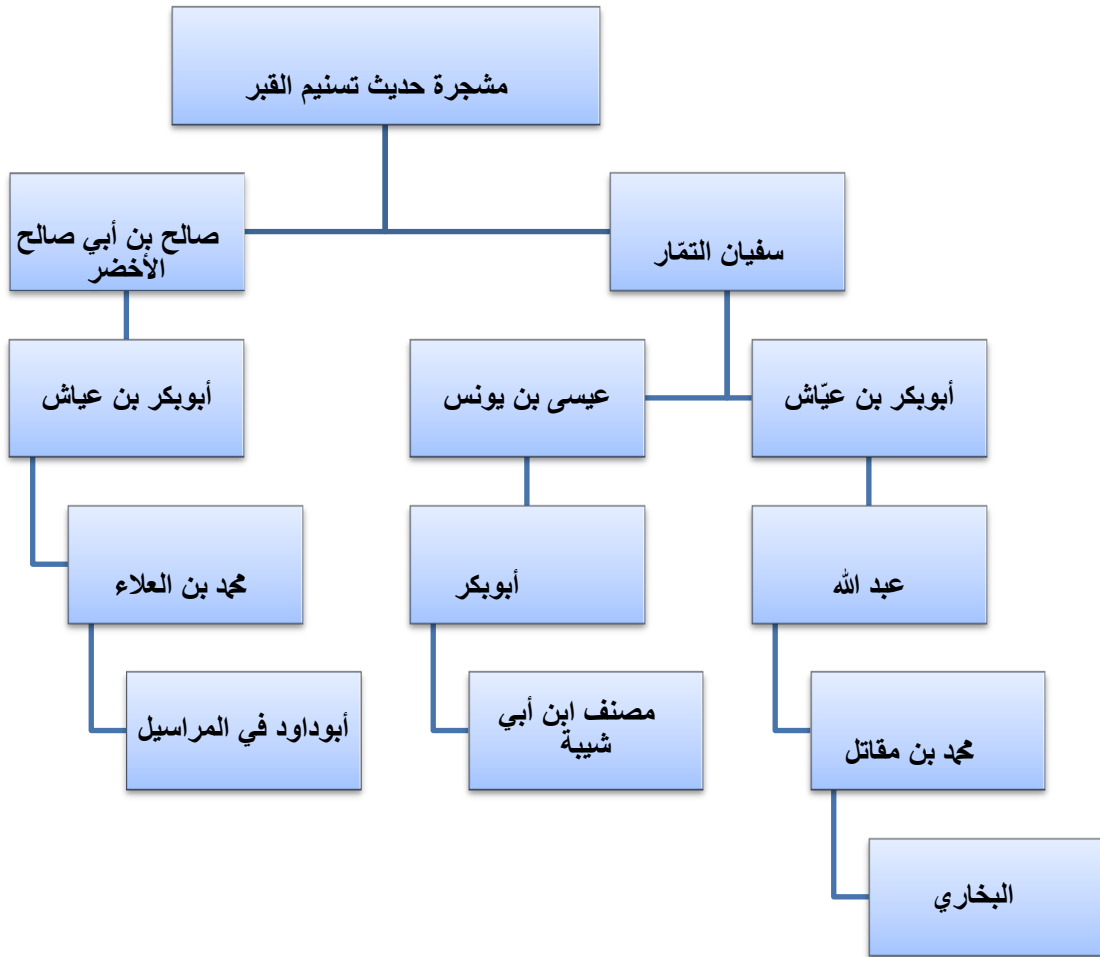 مشجرة حديث تسنيم القبر
سفيان التمّار
صالح بن أبي صالح
الأخضر
أبوبكر بن عيّاش
عيسى بن يونس
أبوبكر بن عياش
عبد الله
أبوبكر
محمد بن العلاء
محمد بن مقاتل
مصنف ابن أبي
شيبة
أبوداود في المراسيل
البخاري